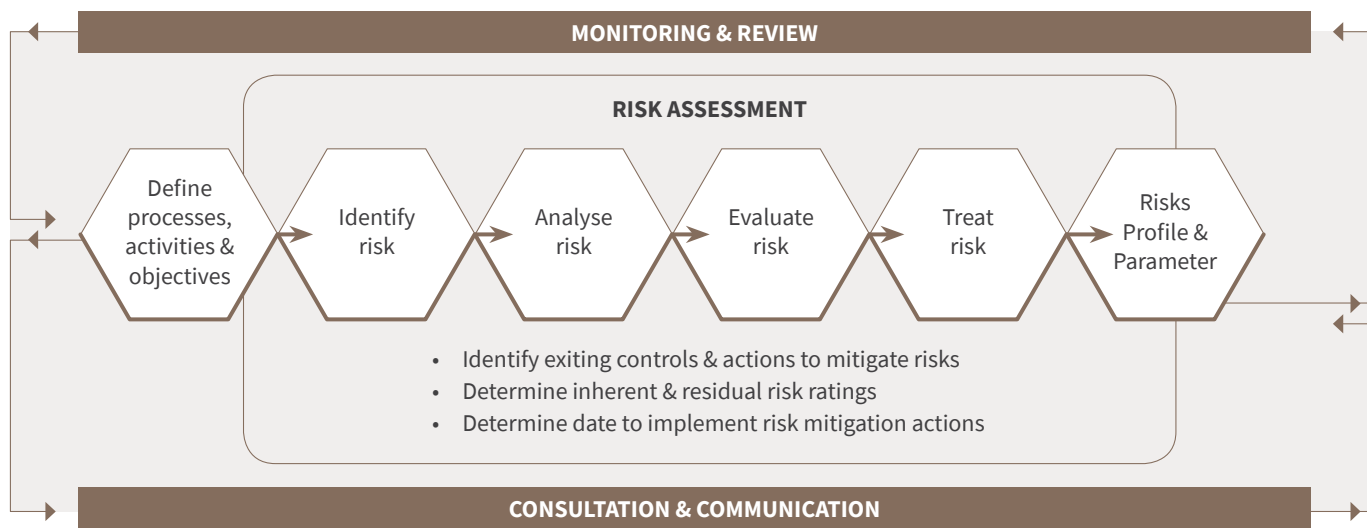 MONITORING & REVIEW
RISK ASSESSMENT
Define
processes,
activities &
objectives
Identify
risk
Analyse
risk
Evaluate
risk
Treat
risk
Risks
Profile &
Parameter
• Identify exiting controls & actions to mitigate risks
• Determine inherent & residual risk ratings
• Determine date to implement risk mitigation actions
CONSULTATION & COMMUNICATION